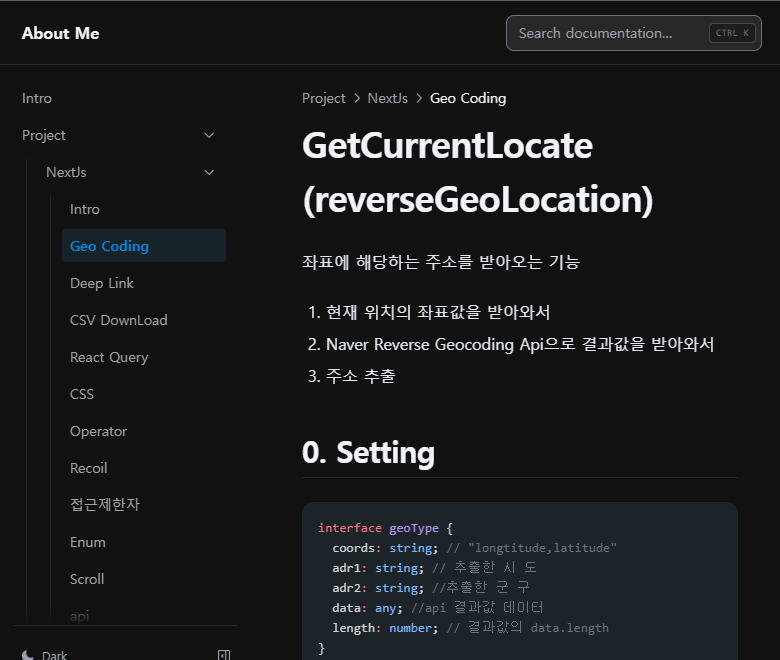 About Me
Search documentation...
CTRL K
Intro
Project
NextJs
Intro
Geo Coding
Deep Link
CSV DownLoad
React Query
CSS
Operator
Recoil
접근제한자
Enum
Scroll
api
Dark
Project > NextJs > Geo Coding
GetCurrentLocate
(reverseGeoLocation)
좌표에 해당하는 주소를 받아오는 기능
1. 현재 위치의 좌표값을 받아와서
2. Naver Reverse Geocoding Api으로 결과값을 받아와서
3. 주소 추출
0. Setting
interface geoType {
coords: string; // "longtitude,latitude"
adr1: string; // 추출한 시 도
adr2: string; //추출한 군 구
data: any; //api 결과값 데이터
length: number; // 결과값의 data.length
}